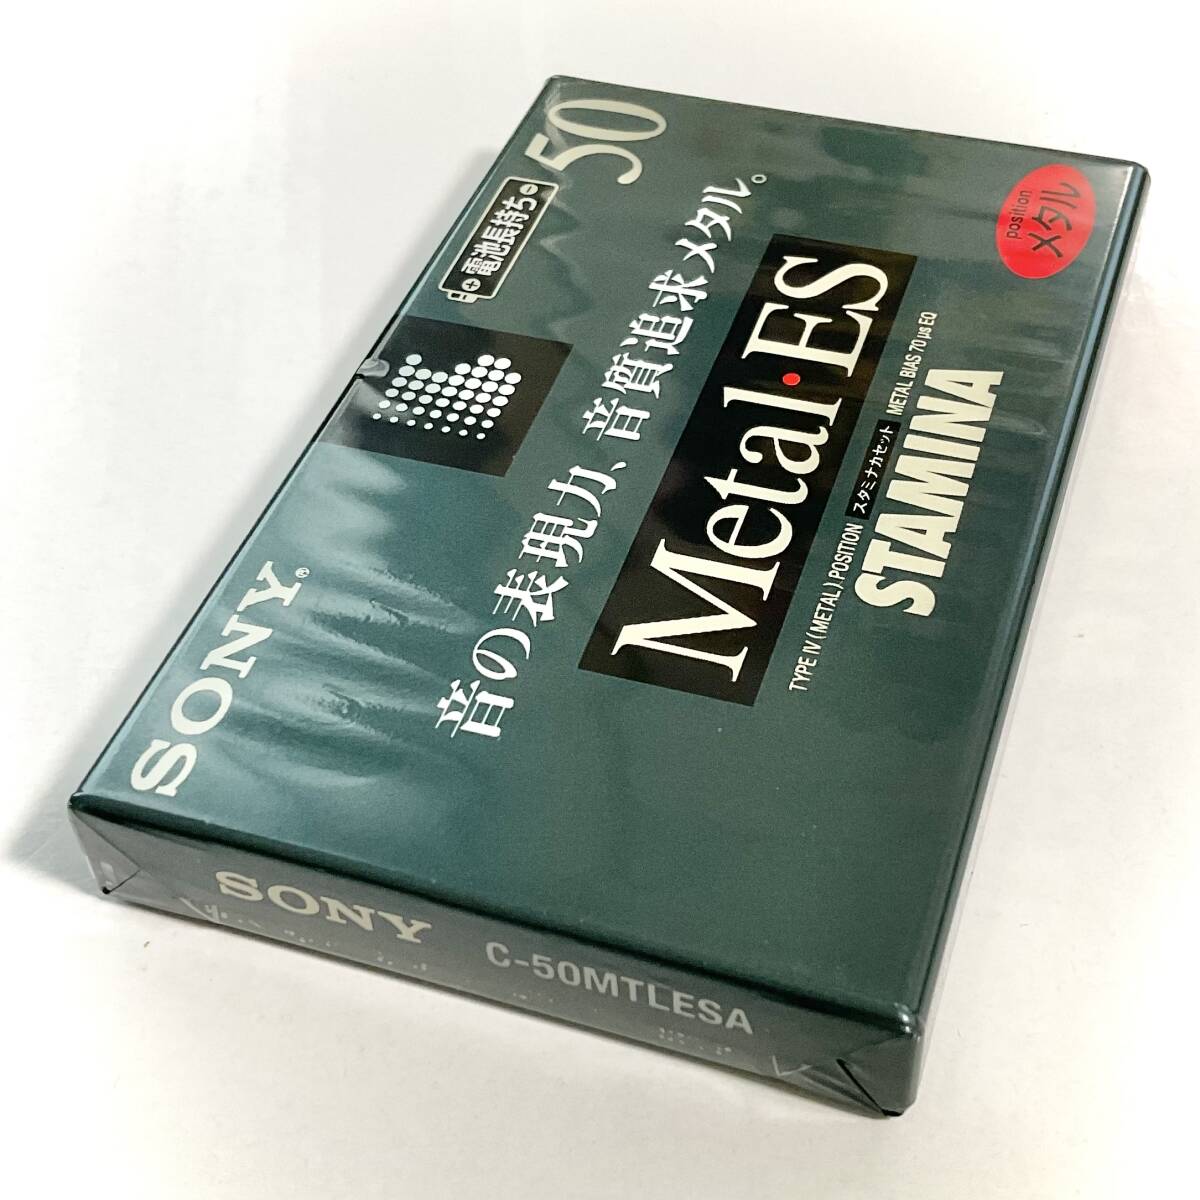 SONY®
電池長持ち
50
position
メタル
音の表現力、音質追求メタル。
Metal・ES
TYPE IV (METAL) POSITION スタミナカセット METAL BIAS 70 μs EQ
STAMINA
SONY C-50MTLESA